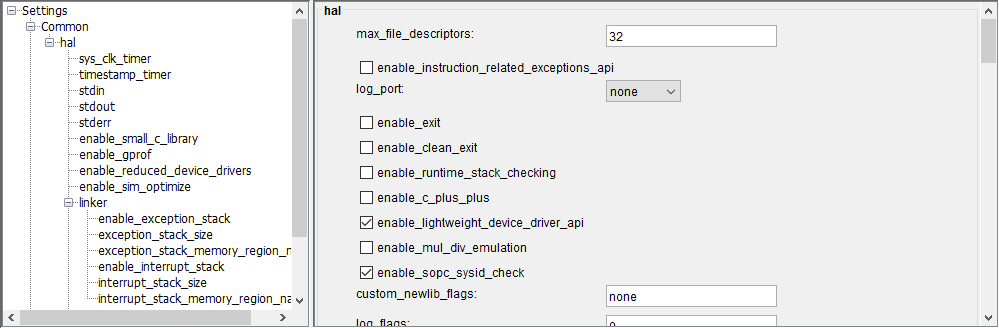 Settings
Common
hal
sys_clk_timer
timestamp_timer
stdin
stdout
stderr
enable_small_c_library
enable_gprof
enable_reduced_device_drivers
enable_sim_optimize
linker
enable_exception_stack
exception_stack_size
exception_stack_memory_region_n
enable_interrupt_stack
interrupt_stack_size
interrupt_stack_memory_region_na
hal
max_file_descriptors: 32
enable_instruction_related_exceptions_api
log_port: none
enable_exit
enable_clean_exit
enable_runtime_stack_checking
enable_c_plus_plus
enable_lightweight_device_driver_api
enable_mul_div_emulation
enable_sopc_sysid_check
custom_newlib_flags: none
log_flags: 0